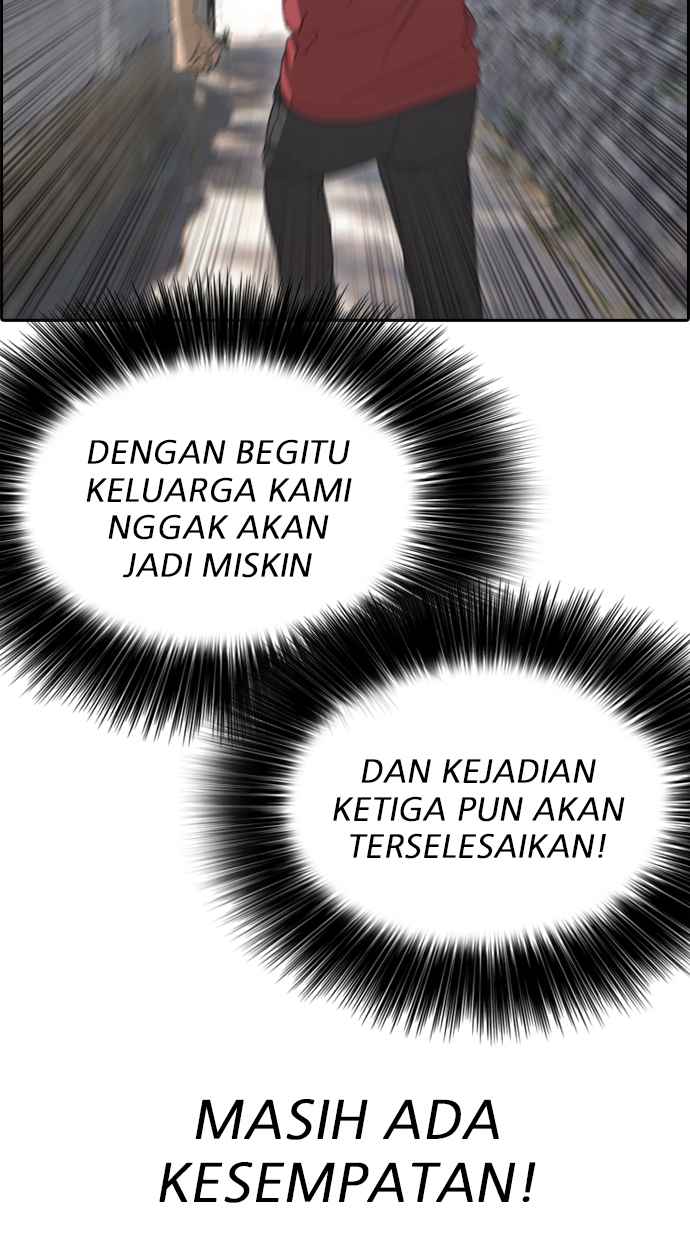 DENGAN BEGITU
KELUARGA KAMI
NGGAK AKAN
JADI MISKIN
DAN KEJADIAN
KETIGA PUN AKAN
TERSELESAIKAN!
MASIH ADA
KESEMPATAN!